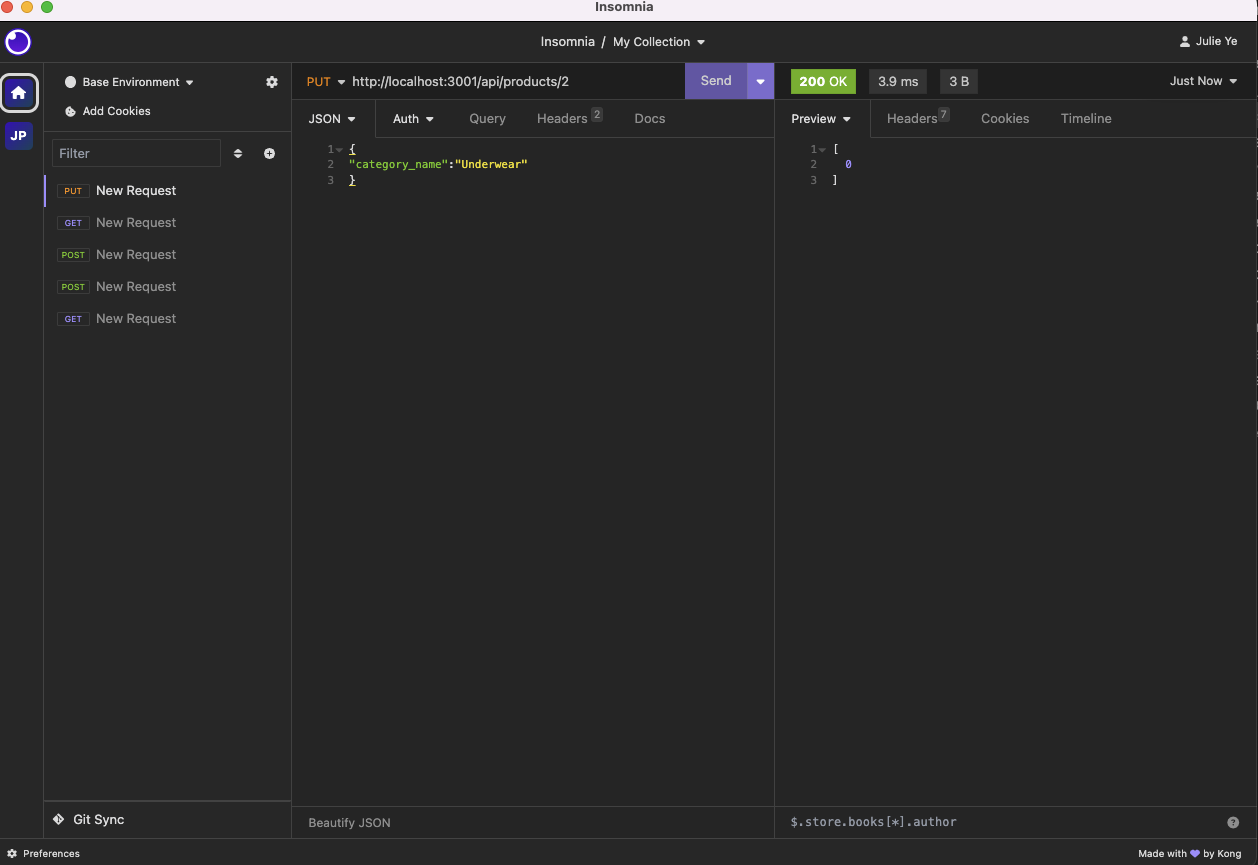 Insomnia
Insomnia / My Collection
Julie Ye
Base Environment
PUT http://localhost:3001/api/products/2
Send
200 OK
3.9 ms
3 B
Just Now
Add Cookies
JSON
Auth
Query
Headers 2
Docs
Preview
Headers 7
Cookies
Timeline
JP
Filter
PUT New Request
GET New Request
POST New Request
POST New Request
GET New Request
1 {
2 "category_name":"Underwear"
3 }
1 [
2 0
3 ]
Git Sync
Beautify JSON
$.store.books[*].author
Preferences
Made with 💜 by Kong